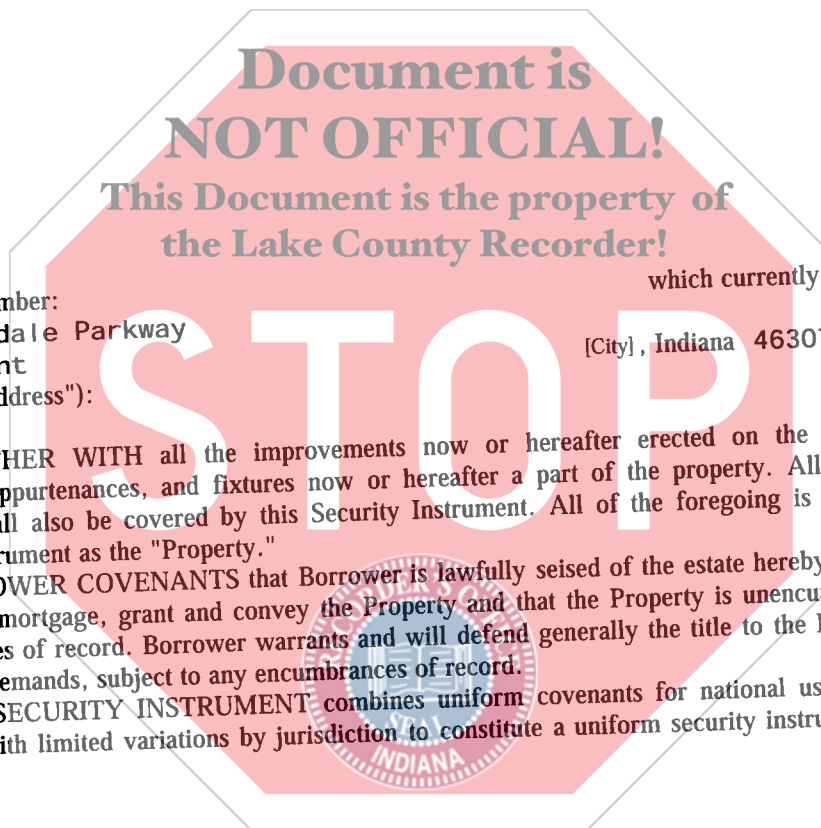 Document is
NOT OFFICIAL!
This Document is the property of
the Lake County Recorder!
which currently
mber:
dale Parkway
nt
[City], Indiana 46307
ddress"):
STOP
HER WITH all the improvements now or hereafter erected on the
ppurtenances, and fixtures now or hereafter a part of the property. All
all also be covered by this Security Instrument. All of the foregoing is
rument as the "Property."
OWER COVENANTS that Borrower is lawfully seised of the estate hereby
mortgage, grant and convey the Property and that the Property is unencu
es of record. Borrower warrants and will defend generally the title to the
emands, subject to any encumbrances of record.
SECURITY INSTRUMENT combines uniform covenants for national us
ith limited variations by jurisdiction to constitute a uniform security instru
RECORDER'S OFFICE
SEAL
INDIANA